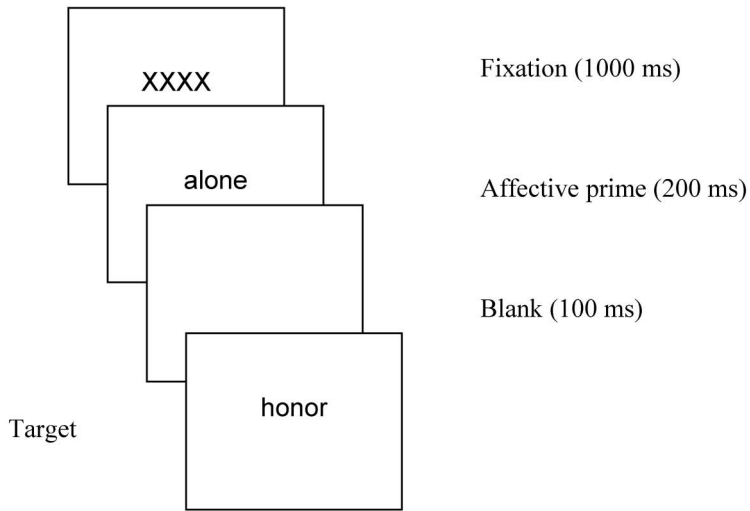 XXXX
Fixation (1000 ms)
alone
Affective prime (200 ms)
Blank (100 ms)
honor
Target